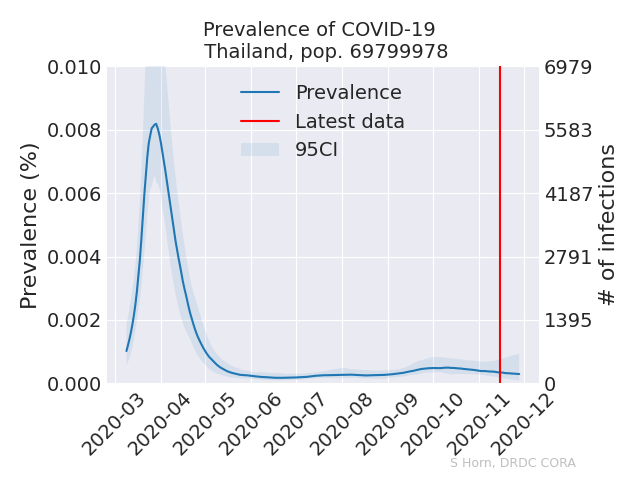 Prevalence of COVID-19
Thailand, pop. 69799978
Prevalence
Latest data
95CI
Prevalence (%)
0.010
0.008
0.006
0.004
0.002
0.000
6979
5583
4187
2791
1395
0
# of infections
2020-03
2020-04
2020-05
2020-06
2020-07
2020-08
2020-09
2020-10
2020-11
2020-12
S Horn, DRDC CORA